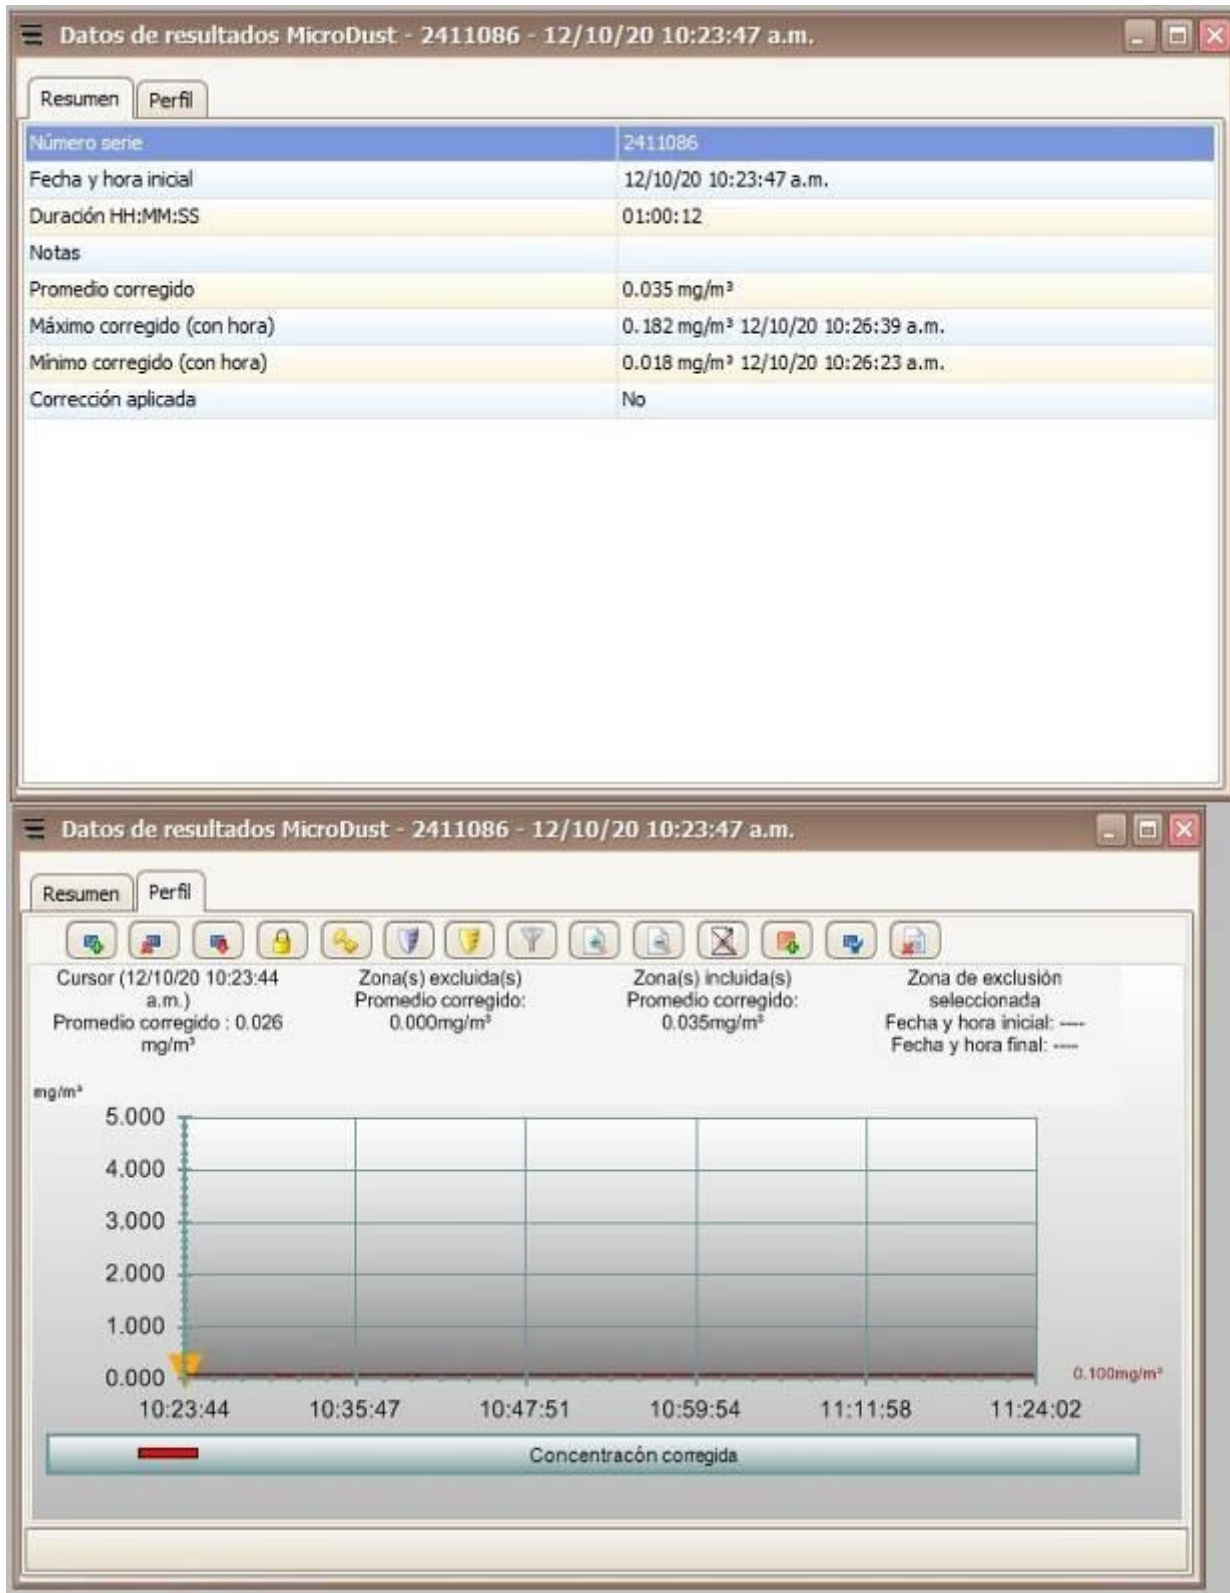 Datos de resultados MicroDust - 2411086 - 12/10/20 10:23:47 a.m.
Resumen Perfil
Número serie 2411086
Fecha y hora inicial 12/10/20 10:23:47 a.m.
Duración HH:MM:SS 01:00:12
Notas
Promedio corregido 0.035 mg/m³
Máximo corregido (con hora) 0.182 mg/m³ 12/10/20 10:26:39 a.m.
Mínimo corregido (con hora) 0.018 mg/m³ 12/10/20 10:26:23 a.m.
Corrección aplicada No
Datos de resultados MicroDust - 2411086 - 12/10/20 10:23:47 a.m.
Resumen Perfil
Cursor (12/10/20 10:23:44
a.m.)
Promedio corregido : 0.026
mg/m³
Zona(s) excluida(s)
Promedio corregido:
0.000mg/m³
Zona(s) incluida(s)
Promedio corregido:
0.035mg/m³
Zona de exclusión
seleccionada
Fecha y hora inicial: ----
Fecha y hora final: ----
mg/m³
5.000
4.000
3.000
2.000
1.000
0.000
0.100mg/m³
10:23:44 10:35:47 10:47:51 10:59:54 11:11:58 11:24:02
Concentracón corregida